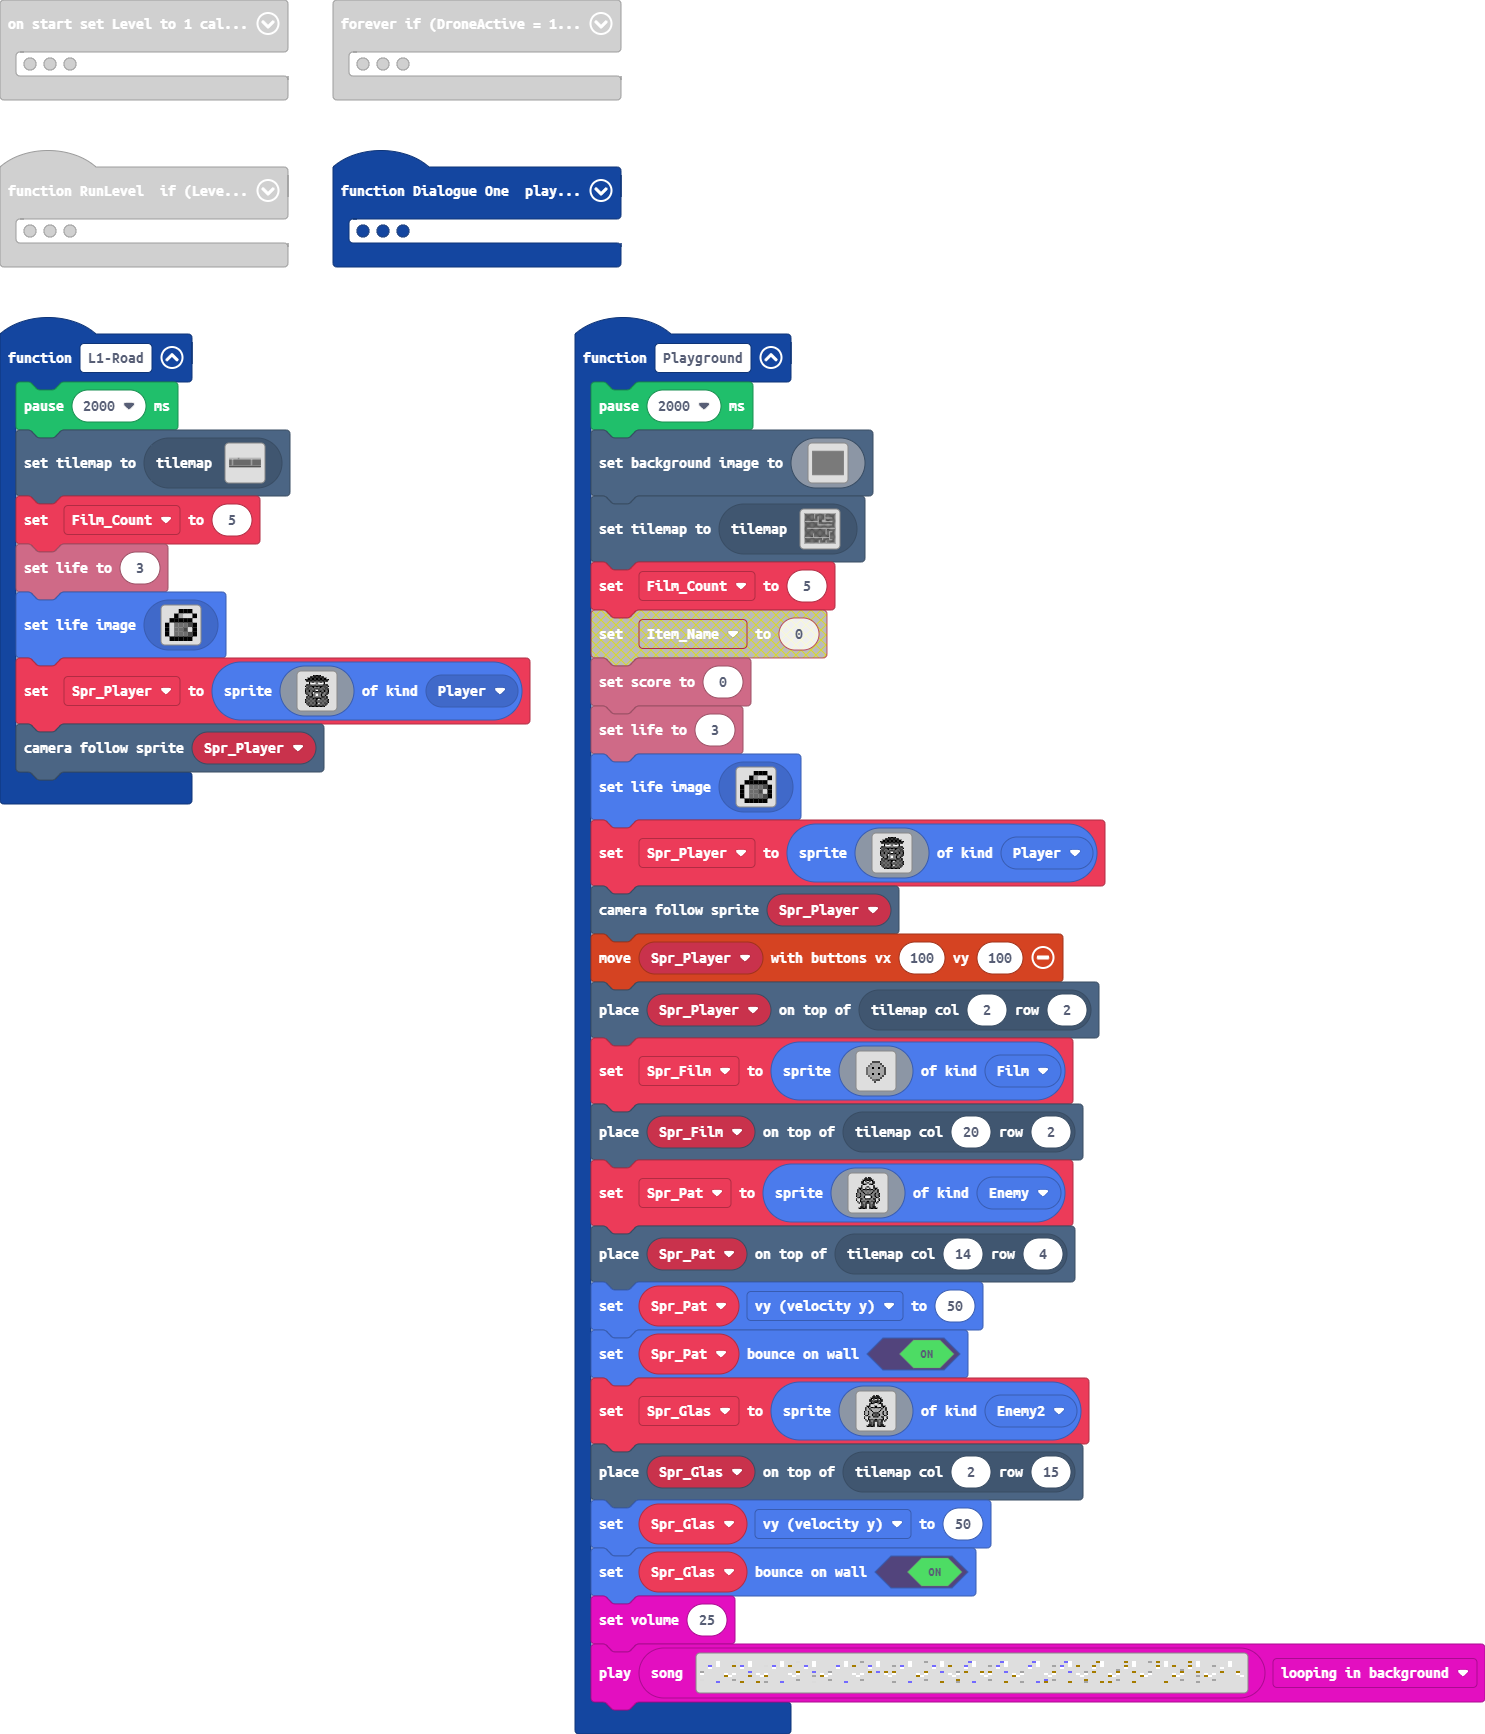 on start set Level to 1 cal...
forever if (DroneActive = 1...
function RunLevel  if (Leve...
function Dialogue One  play...
function L1-Road
pause 2000 ms
set tilemap to tilemap
set Film_Count to 5
set life to 3
set life image
set Spr_Player to sprite of kind Player
camera follow sprite Spr_Player
function Playground
pause 2000 ms
set background image to
set tilemap to tilemap
set Film_Count to 5
set Item_Name to 0
set score to 0
set life to 3
set life image
set Spr_Player to sprite of kind Player
camera follow sprite Spr_Player
move Spr_Player with buttons vx 100 vy 100
place Spr_Player on top of tilemap col 2 row 2
set Spr_Film to sprite of kind Film
place Spr_Film on top of tilemap col 20 row 2
set Spr_Pat to sprite of kind Enemy
place Spr_Pat on top of tilemap col 14 row 4
set Spr_Pat vy (velocity y) to 50
set Spr_Pat bounce on wall ON
set Spr_Glas to sprite of kind Enemy2
place Spr_Glas on top of tilemap col 2 row 15
set Spr_Glas vy (velocity y) to 50
set Spr_Glas bounce on wall ON
set volume 25
play song looping in background